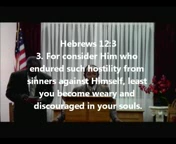 Hebrews 12:3
3. For consider Him who
endured such hostility from
sinners against Himself, least
you become weary and
discouraged in your souls.